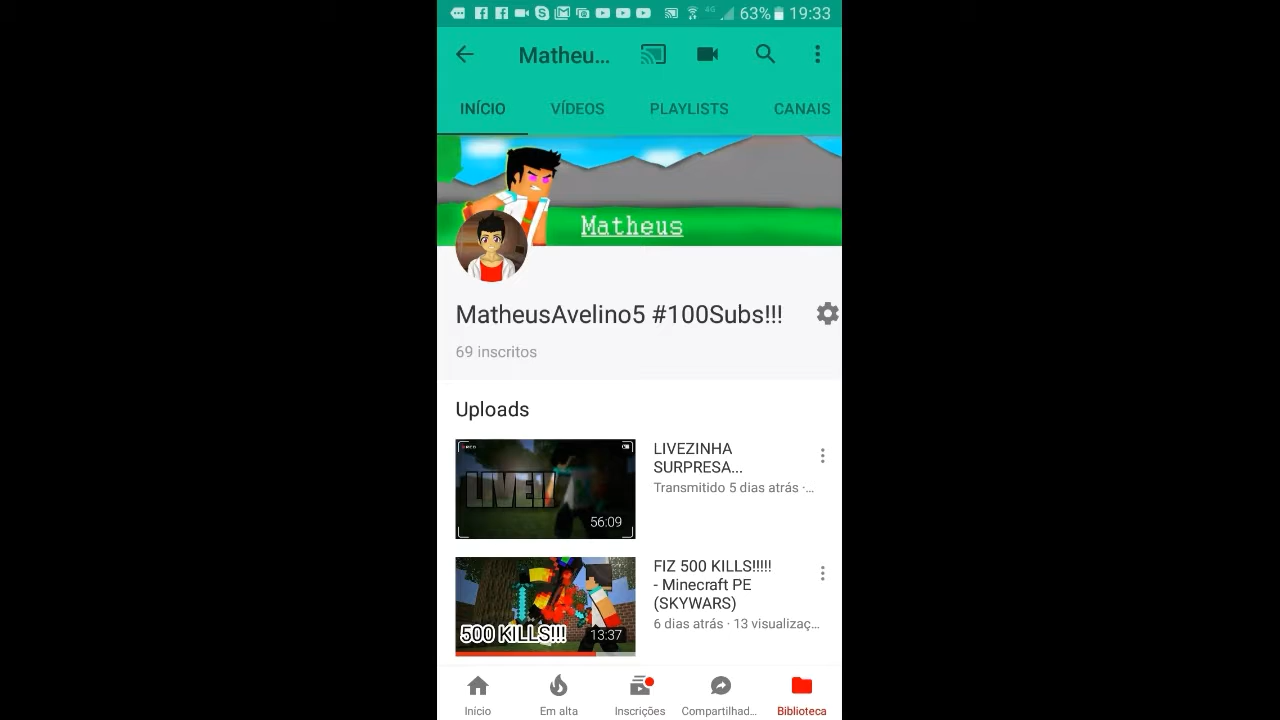 4G 63% 19:33
Matheu...
INÍCIO VÍDEOS PLAYLISTS CANAIS
Matheus
MatheusAvelino5 #100Subs!!!
69 inscritos
Uploads
LIVE!!!
56:09
LIVEZINHA
SURPRESA...
Transmitido 5 dias atrás ·...
500 KILLS!!!
13:37
FIZ 500 KILLS!!!!!
- Minecraft PE
(SKYWARS)
6 dias atrás · 13 visualizaç...
Início Em alta Inscrições Compartilhad... Biblioteca